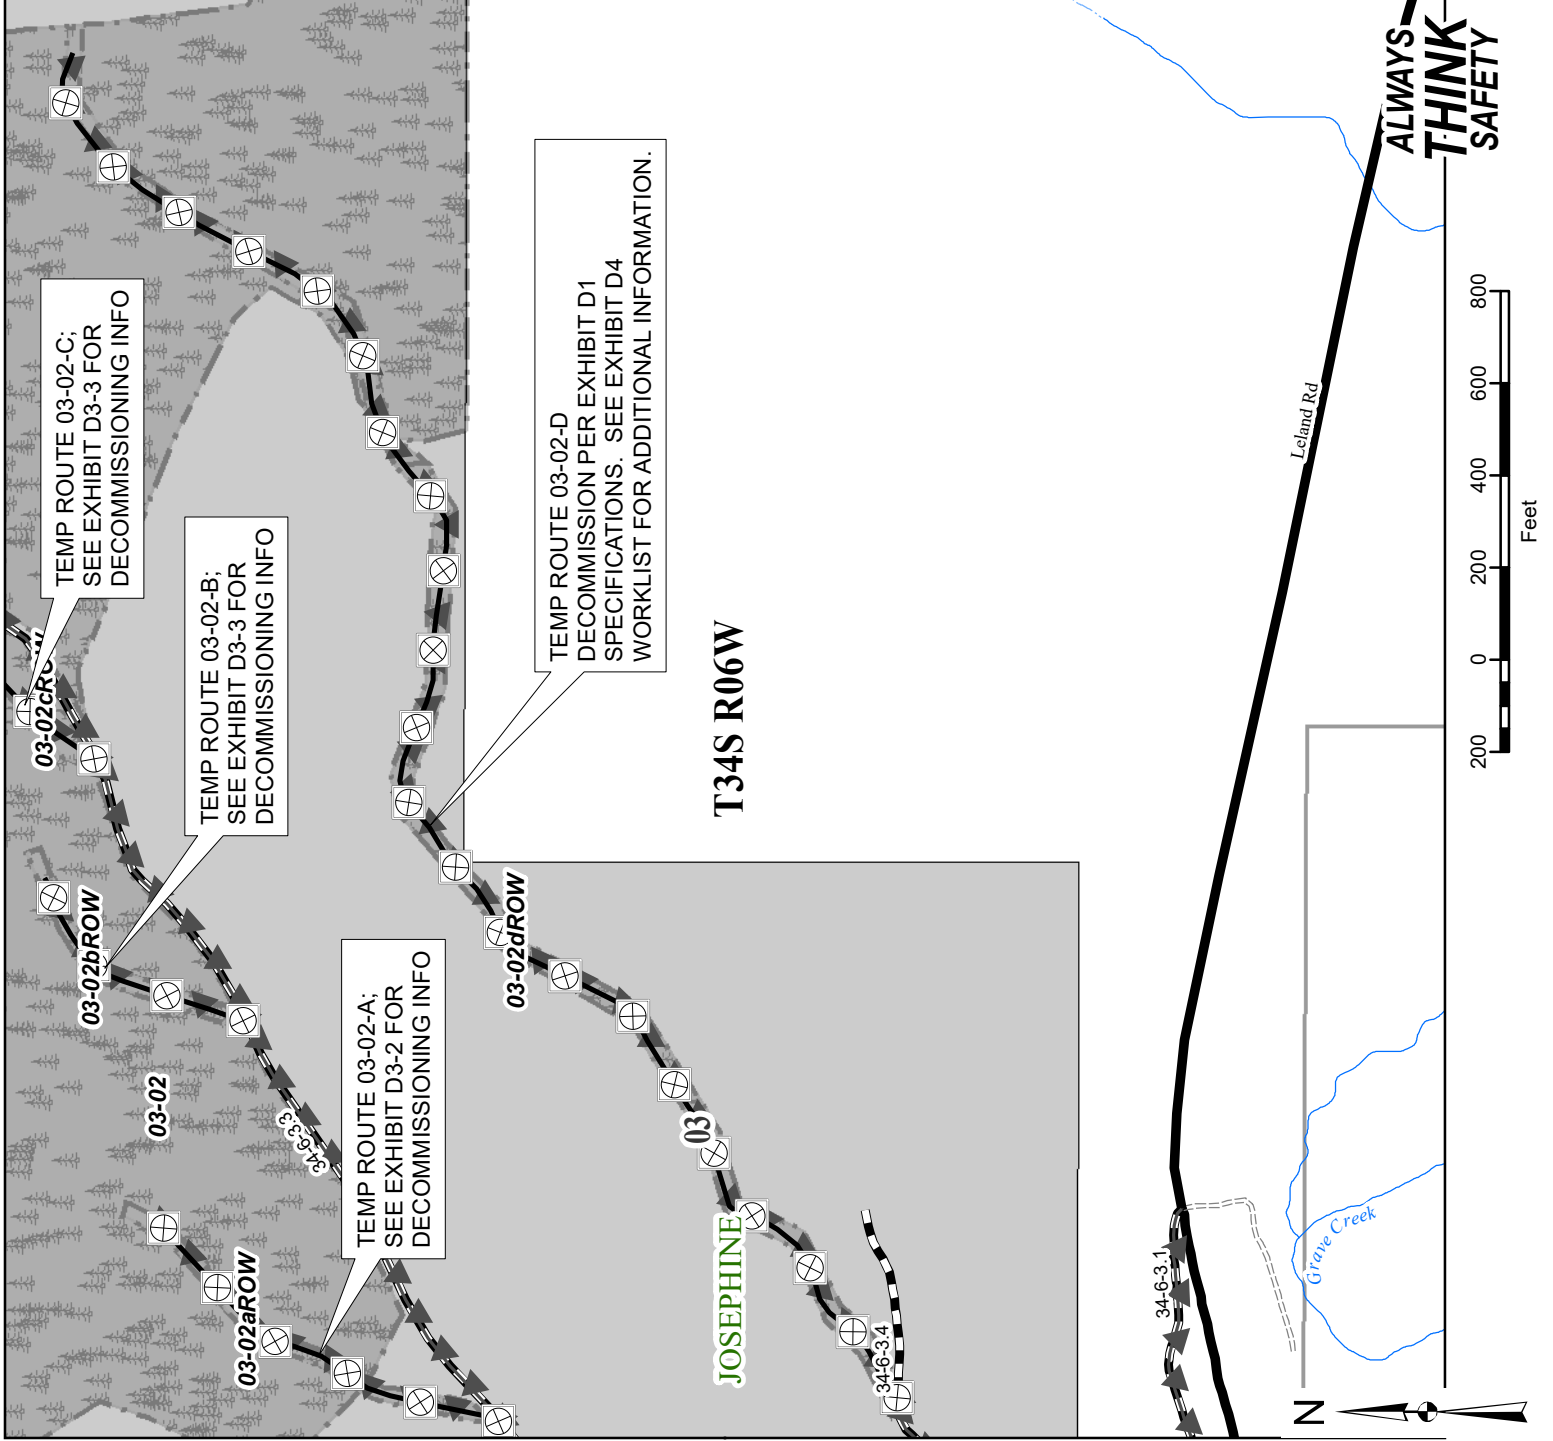 TEMP ROUTE 03-02-C;
SEE EXHIBIT D3-3 FOR
DECOMMISSIONING INFO
03-02cROW
TEMP ROUTE 03-02-B;
SEE EXHIBIT D3-3 FOR
DECOMMISSIONING INFO
03-02bROW
03-02
34-6-3.3
TEMP ROUTE 03-02-A;
SEE EXHIBIT D3-2 FOR
DECOMMISSIONING INFO
03-02aROW
TEMP ROUTE 03-02-D
DECOMMISSION PER EXHIBIT D1
SPECIFICATIONS. SEE EXHIBIT D4
WORKLIST FOR ADDITIONAL INFORMATION.
03-02dROW
T34S R06W
03
JOSEPHINE
34-6-3.4
34-6-3.1
Leland Rd
Grave Creek
N
200 0 200 400 600 800
Feet
ALWAYS
THINK
SAFETY